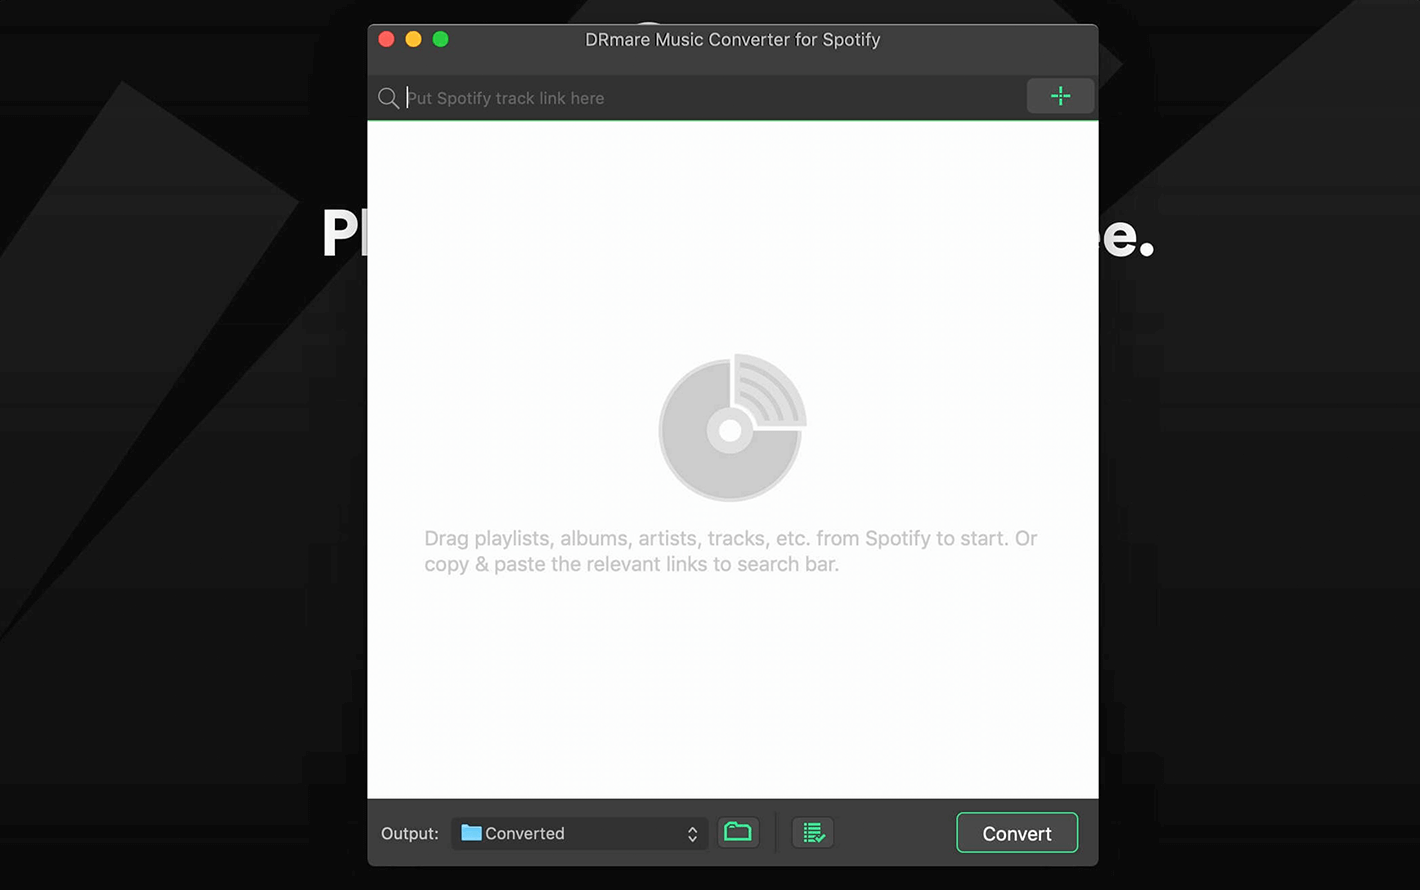 DRmare Music Converter for Spotify
Put Spotify track link here
Pl
e.
Drag playlists, albums, artists, tracks, etc. from Spotify to start. Or
copy & paste the relevant links to search bar.
Output: Converted Convert